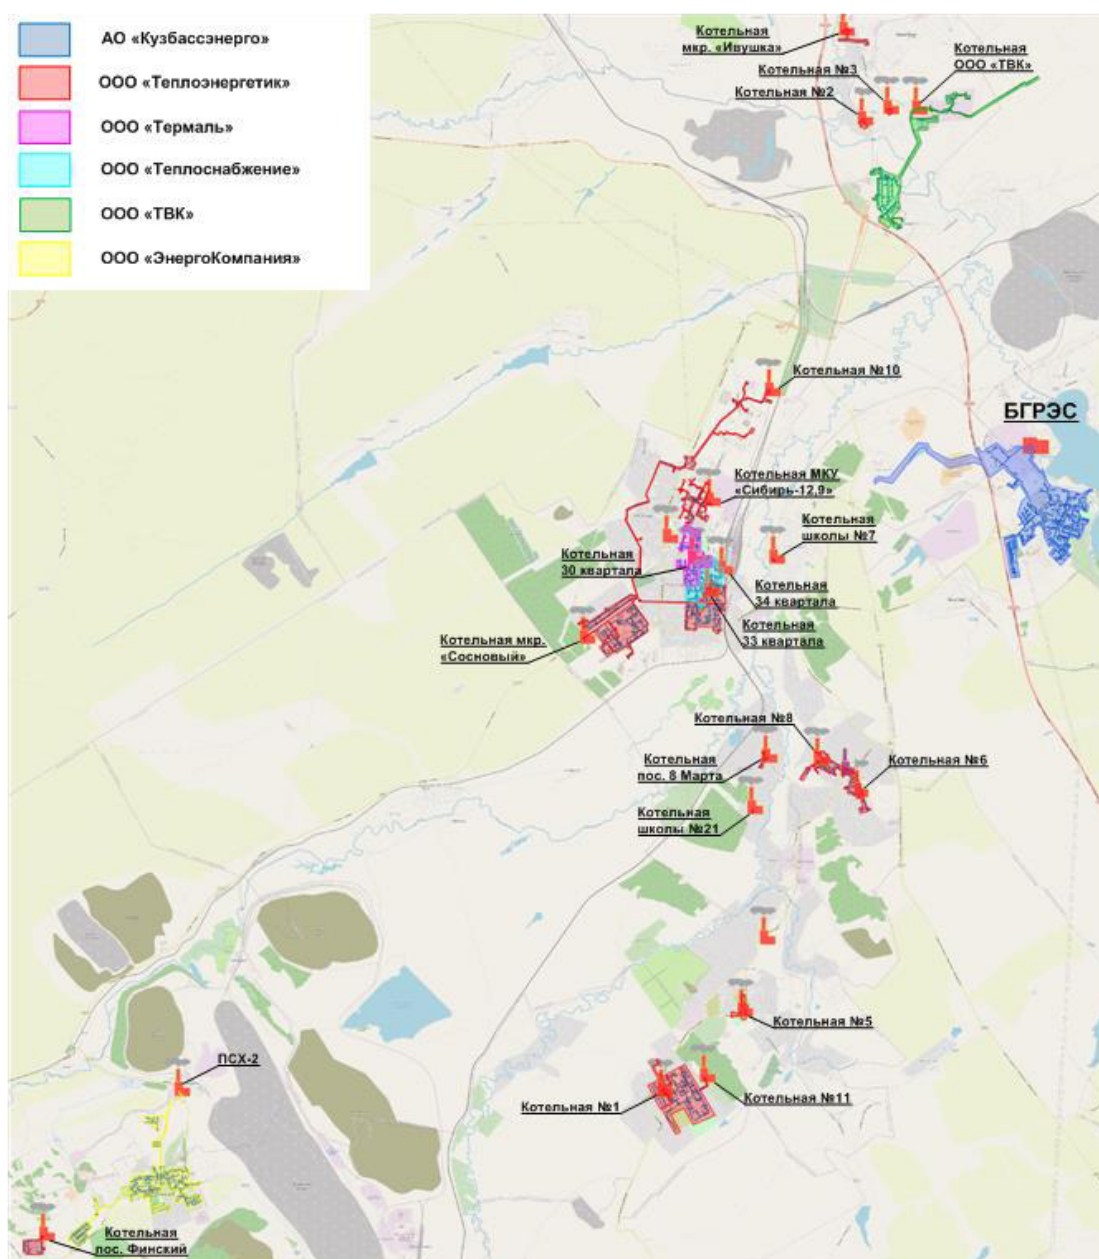 АО «Кузбассэнерго»
ООО «Теплоэнергетик»
ООО «Термаль»
ООО «Теплоснабжение»
ООО «ТВК»
ООО «ЭнергоКомпания»
Котельная
мкр. «Ивушка»
Котельная
ООО «ТВК»
Котельная №3
Котельная №2
Котельная №10
БГРЭС
Котельная МКУ
«Сибирь-12,9»
Котельная
школы №7
Котельная
30 квартала
Котельная
34 квартала
Котельная
33 квартала
Котельная мкр.
«Сосновый»
Котельная №8
Котельная
пос. 8 Марта
Котельная №6
Котельная
школы №21
Котельная №5
ПСХ-2
Котельная №1
Котельная №11
Котельная
пос. Финский